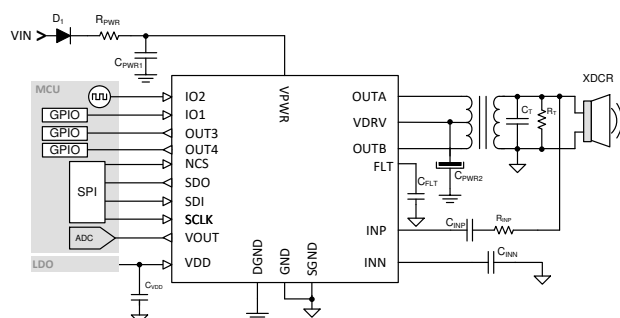 VIN
D1
RPWR
CPWR1
MCU
GPIO
GPIO
GPIO
SPI
ADC
LDO
CVDD
VPWR
IO2
IO1
OUT3
OUT4
NCS
SDO
SDI
SCLK
VOUT
VDD
DGND
GND
SGND
OUTA
VDRV
OUTB
FLT
INP
INN
CFLT
CPWR2
CT
RT
XDCR
CINP
RINP
CINN